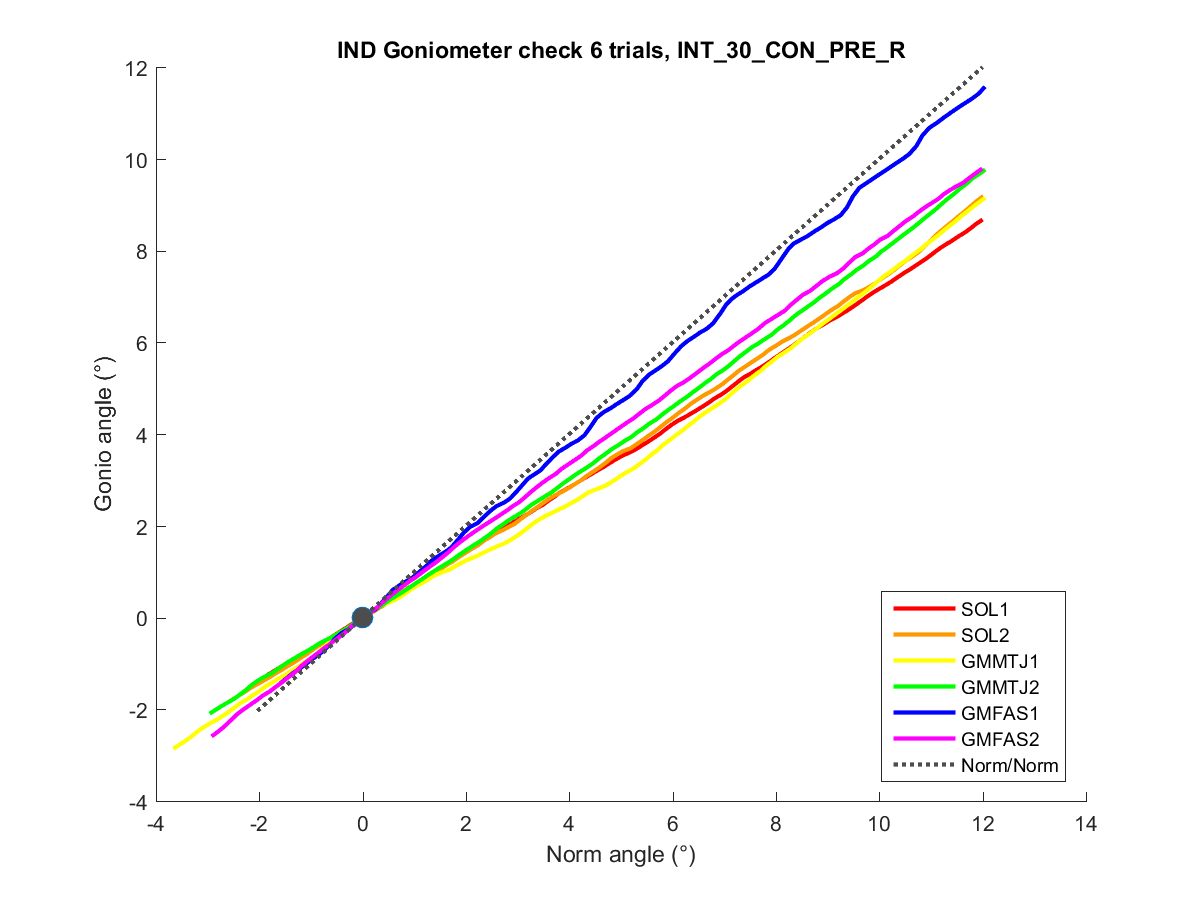 IND Goniometer check 6 trials, INT_30_CON_PRE_R
12
10
8
6
4
2
0
-2
-4
Gonio angle (°)
SOL1
SOL2
GMMTJ1
GMMTJ2
GMFAS1
GMFAS2
Norm/Norm
-4 -2 0 2 4 6 8 10 12 14
Norm angle (°)